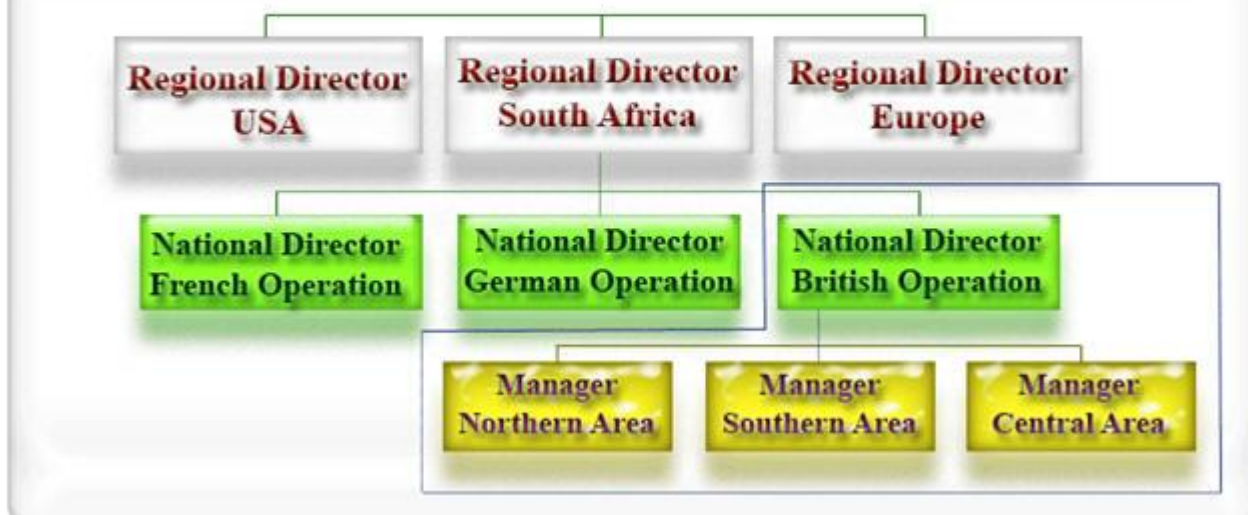 Regional Director
USA
Regional Director
South Africa
Regional Director
Europe
National Director
French Operation
National Director
German Operation
National Director
British Operation
Manager
Northern Area
Manager
Southern Area
Manager
Central Area